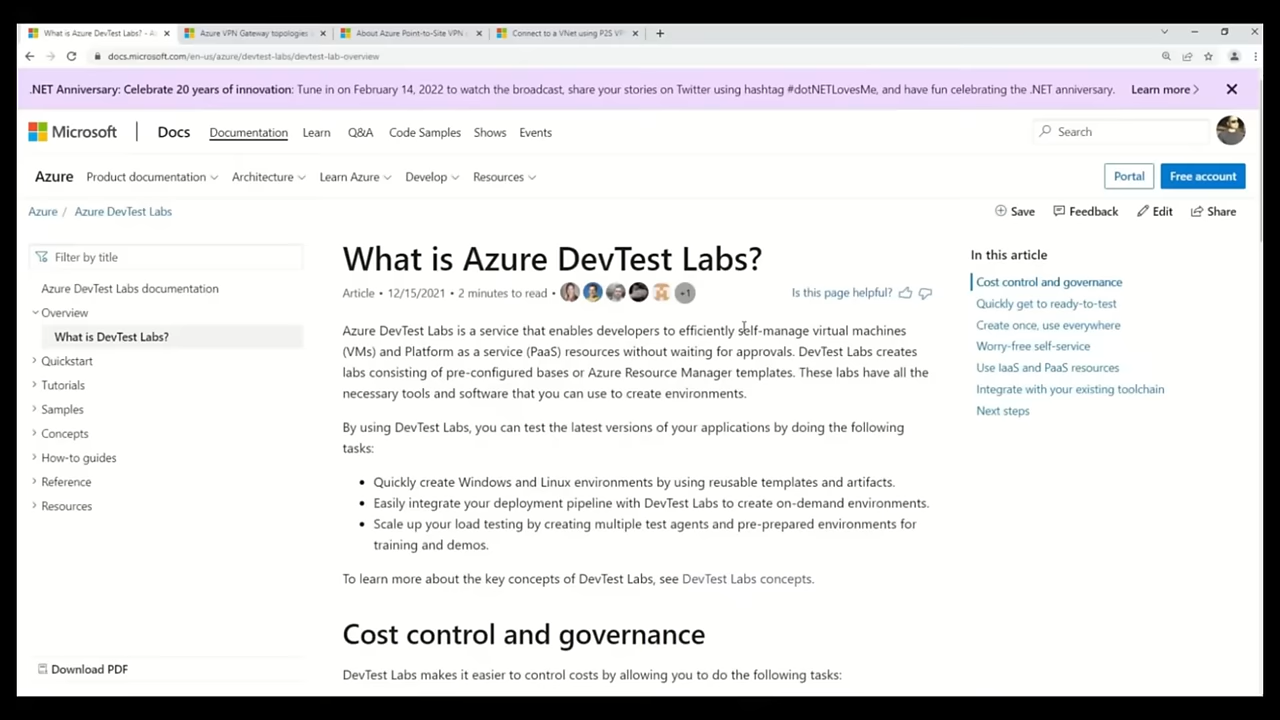 What is Azure DevTest Labs? - A
Azure VPN Gateway topologies
About Azure Point-to-Site VPN
Connect to a VNet using P2S VP
docs.microsoft.com/en-us/azure/devtest-labs/devtest-lab-overview
.NET Anniversary: Celebrate 20 years of innovation: Tune in on February 14, 2022 to watch the broadcast, share your stories on Twitter using hashtag #dotNETLovesMe, and have fun celebrating the .NET anniversary. Learn more
Microsoft Docs Documentation Learn Q&A Code Samples Shows Events Search
Azure Product documentation Architecture Learn Azure Develop Resources Portal Free account
Azure / Azure DevTest Labs Save Feedback Edit Share
Filter by title
Azure DevTest Labs documentation
Overview
What is DevTest Labs?
Quickstart
Tutorials
Samples
Concepts
How-to guides
Reference
Resources
Download PDF
What is Azure DevTest Labs?
Article • 12/15/2021 • 2 minutes to read • +1 Is this page helpful?
Azure DevTest Labs is a service that enables developers to efficiently self-manage virtual machines
(VMs) and Platform as a service (PaaS) resources without waiting for approvals. DevTest Labs creates
labs consisting of pre-configured bases or Azure Resource Manager templates. These labs have all the
necessary tools and software that you can use to create environments.
By using DevTest Labs, you can test the latest versions of your applications by doing the following
tasks:
• Quickly create Windows and Linux environments by using reusable templates and artifacts.
• Easily integrate your deployment pipeline with DevTest Labs to create on-demand environments.
• Scale up your load testing by creating multiple test agents and pre-prepared environments for
training and demos.
To learn more about the key concepts of DevTest Labs, see DevTest Labs concepts.
Cost control and governance
DevTest Labs makes it easier to control costs by allowing you to do the following tasks:
In this article
Cost control and governance
Quickly get to ready-to-test
Create once, use everywhere
Worry-free self-service
Use IaaS and PaaS resources
Integrate with your existing toolchain
Next steps